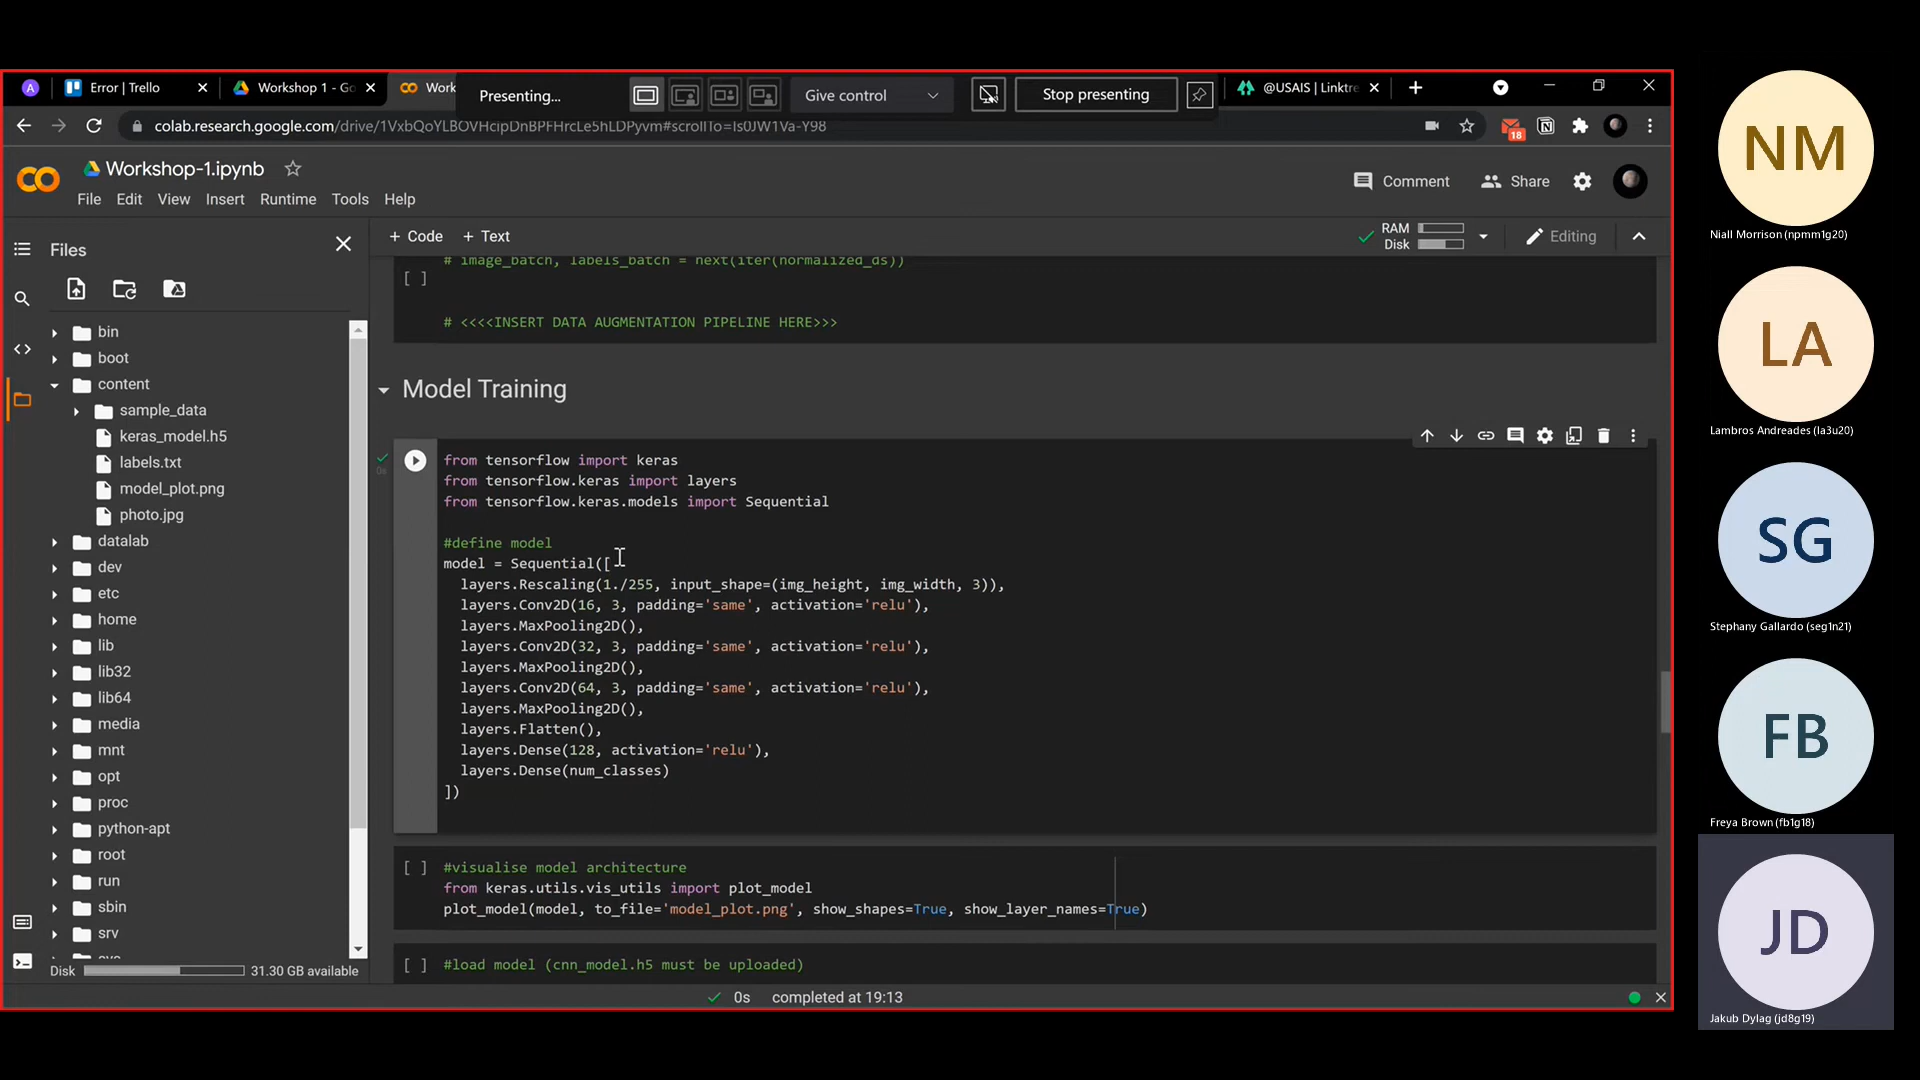 A
Error | Trello
Workshop 1 - Go
Work
Presenting...
Give control
Stop presenting
@USAIS | Linktre
colab.research.google.com/drive/1VxbQoYLBOVHcipDnBPFHrcLe5hLDPyvm#scrollTo=Is0JW1Va-Y98
18
CO
Workshop-1.ipynb
Comment
Share
File
Edit
View
Insert
Runtime
Tools
Help
Files
+ Code
+ Text
RAM
Disk
Editing
bin
boot
content
sample_data
keras_model.h5
labels.txt
model_plot.png
photo.jpg
datalab
dev
etc
home
lib
lib32
lib64
media
mnt
opt
proc
python-apt
root
run
sbin
srv
Disk
31.30 GB available
# image_batch, labels_batch = next(iter(normalized_ds))
[ ]
# <<<<INSERT DATA AUGMENTATION PIPELINE HERE>>>
Model Training
0s
from tensorflow import keras
from tensorflow.keras import layers
from tensorflow.keras.models import Sequential
#define model
model = Sequential([
layers.Rescaling(1./255, input_shape=(img_height, img_width, 3)),
layers.Conv2D(16, 3, padding='same', activation='relu'),
layers.MaxPooling2D(),
layers.Conv2D(32, 3, padding='same', activation='relu'),
layers.MaxPooling2D(),
layers.Conv2D(64, 3, padding='same', activation='relu'),
layers.MaxPooling2D(),
layers.Flatten(),
layers.Dense(128, activation='relu'),
layers.Dense(num_classes)
])
[ ] #visualise model architecture
from keras.utils.vis_utils import plot_model
plot_model(model, to_file='model_plot.png', show_shapes=True, show_layer_names=True)
[ ] #load model (cnn_model.h5 must be uploaded)
0s completed at 19:13
NM
Niall Morrison (npmm1g20)
LA
Lambros Andreades (la3u20)
SG
Stephany Gallardo (seg1n21)
FB
Freya Brown (fb1g18)
JD
Jakub Dylag (jd8g19)